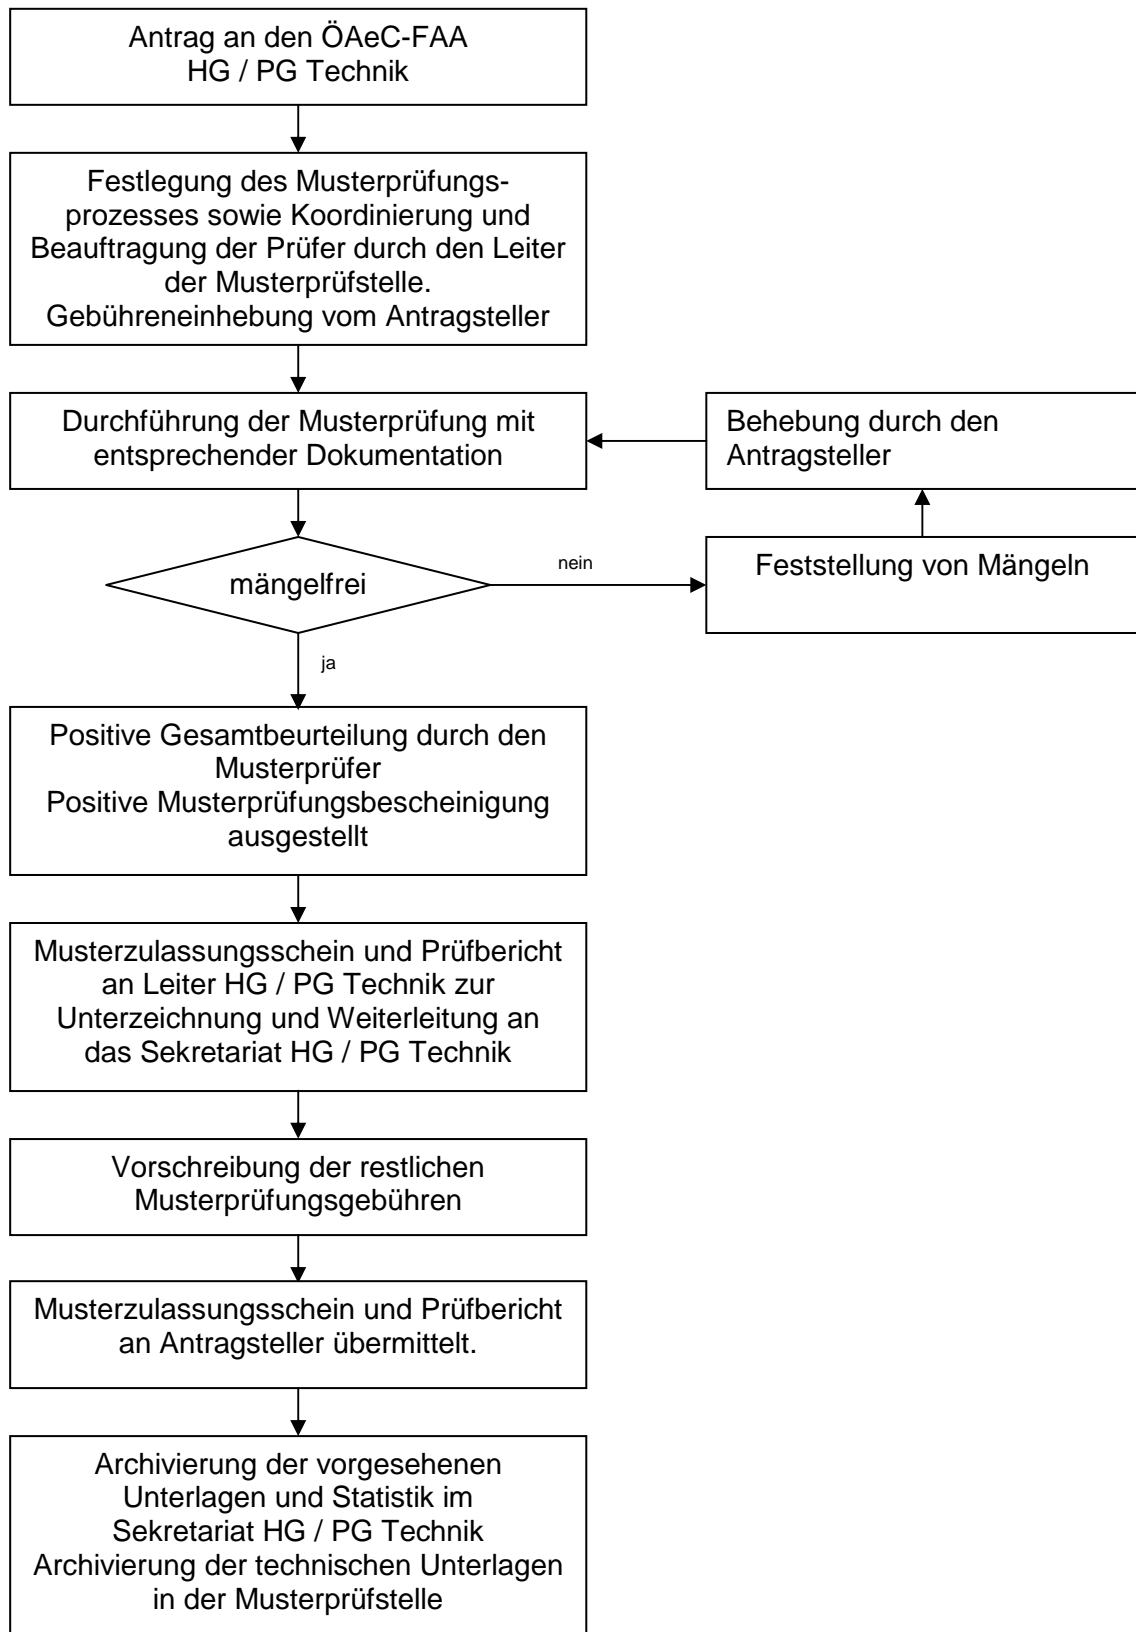 Antrag an den ÖAeC-FAA
HG / PG Technik
Festlegung des Musterprüfungs-
prozesses sowie Koordinierung und
Beauftragung der Prüfer durch den Leiter
der Musterprüfstelle.
Gebühreneinhebung vom Antragsteller
Durchführung der Musterprüfung mit
entsprechender Dokumentation
Behebung durch den
Antragsteller
mängelfrei
nein
Feststellung von Mängeln
ja
Positive Gesamtbeurteilung durch den
Musterprüfer
Positive Musterprüfungsbescheinigung
ausgestellt
Musterzulassungsschein und Prüfbericht
an Leiter HG / PG Technik zur
Unterzeichnung und Weiterleitung an
das Sekretariat HG / PG Technik
Vorschreibung der restlichen
Musterprüfungsgebühren
Musterzulassungsschein und Prüfbericht
an Antragsteller übermittelt.
Archivierung der vorgesehenen
Unterlagen und Statistik im
Sekretariat HG / PG Technik
Archivierung der technischen Unterlagen
in der Musterprüfstelle